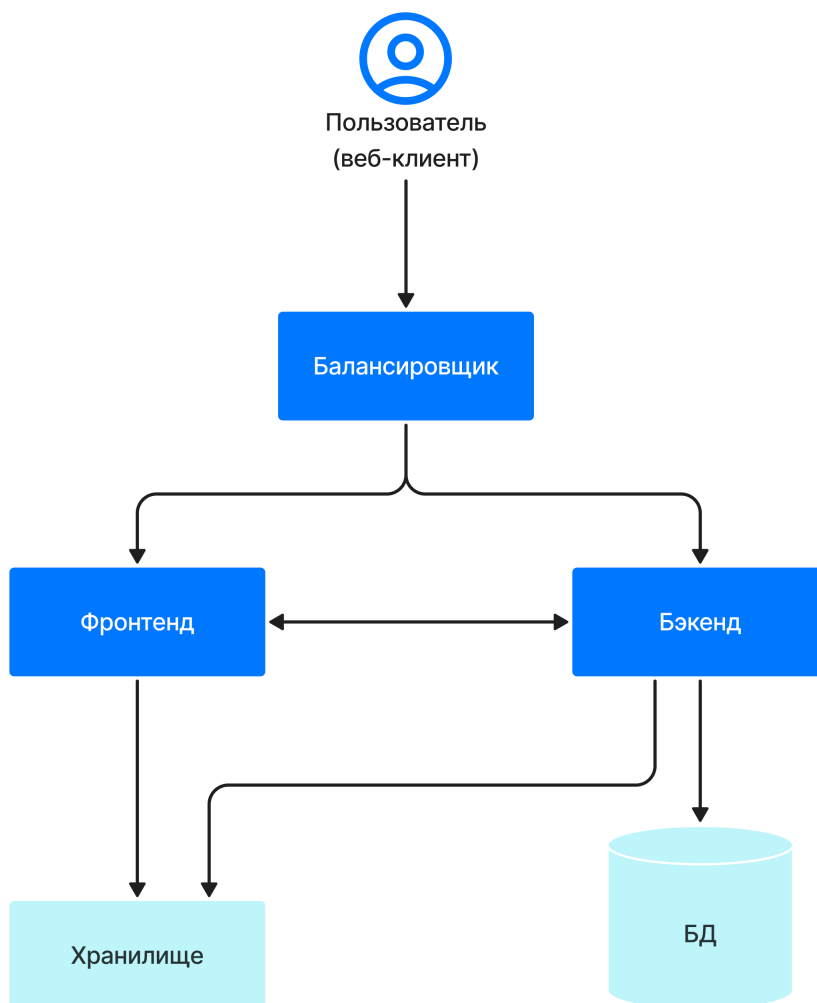 Пользователь
(веб-клиент)
Балансировщик
Фронтенд
Бэкенд
Хранилище
БД